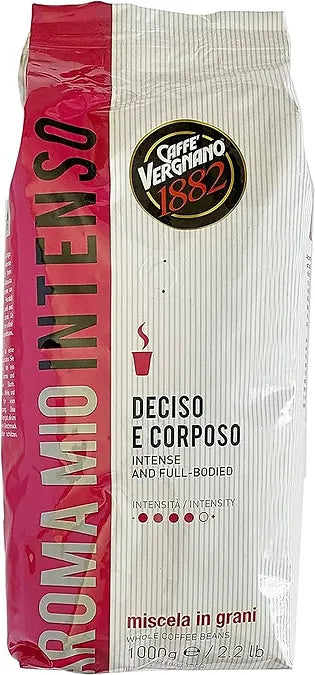 CAFFÈ
VERGNANO
1882
AROMA MIO INTENSO
DECISO
E CORPOSO
INTENSE
AND FULL-BODIED
INTENSITÀ / INTENSITY
- +
miscela in grani
WHOLE COFFEE BEANS
1000g e / 2.2 lb